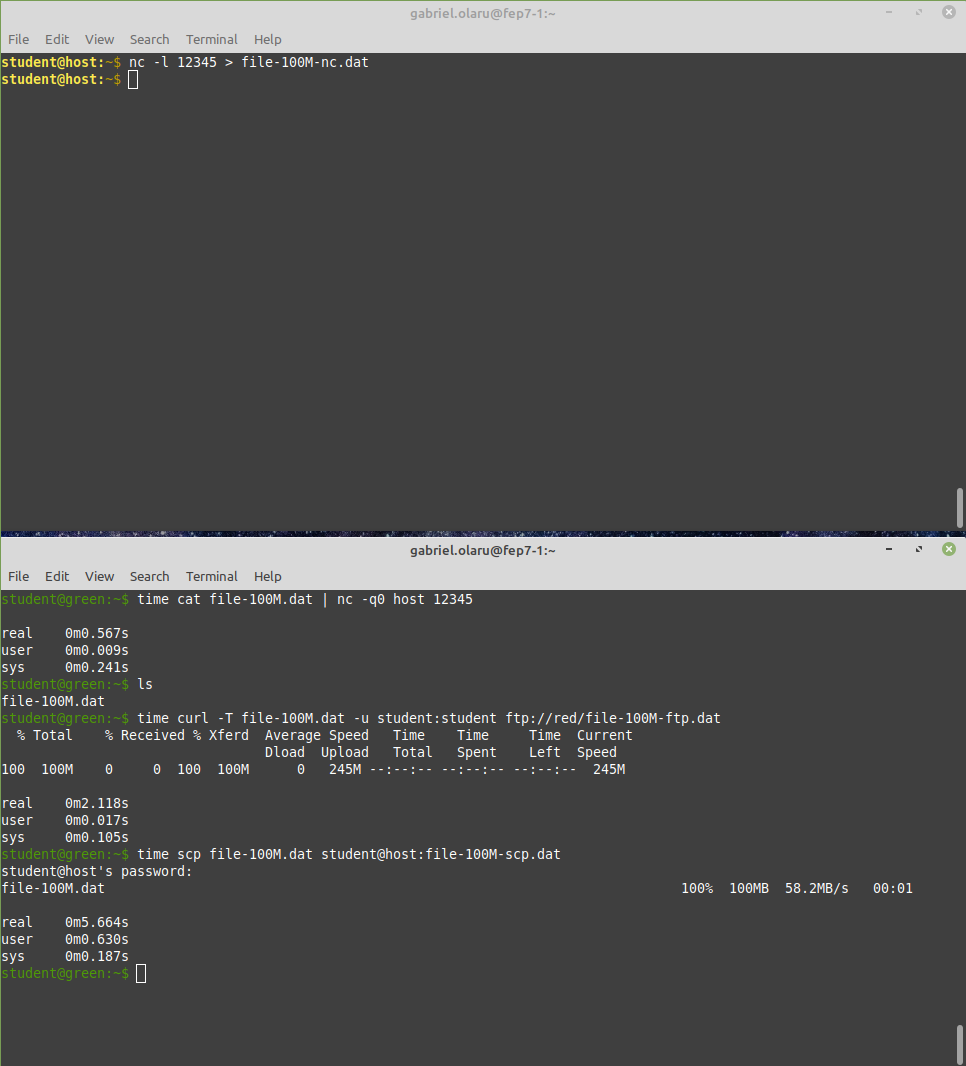 gabriel.olaru@fep7-1:~
File Edit View Search Terminal Help
student@host:~$ nc -l 12345 > file-100M-nc.dat
student@host:~$
gabriel.olaru@fep7-1:~
File Edit View Search Terminal Help
student@green:~$ time cat file-100M.dat | nc -q0 host 12345
real    0m0.567s
user    0m0.009s
sys     0m0.241s
student@green:~$ ls
file-100M.dat
student@green:~$ time curl -T file-100M.dat -u student:student ftp://red/file-100M-ftp.dat
  % Total    % Received % Xferd  Average Speed   Time    Time     Time  Current
                                 Dload  Upload   Total   Spent    Left  Speed
100  100M    0     0  100  100M      0   245M --:--:-- --:--:-- --:--:--  245M
real    0m2.118s
user    0m0.017s
sys     0m0.105s
student@green:~$ time scp file-100M.dat student@host:file-100M-scp.dat
student@host's password:
file-100M.dat                                                                        100%  100MB  58.2MB/s   00:01
real    0m5.664s
user    0m0.630s
sys     0m0.187s
student@green:~$